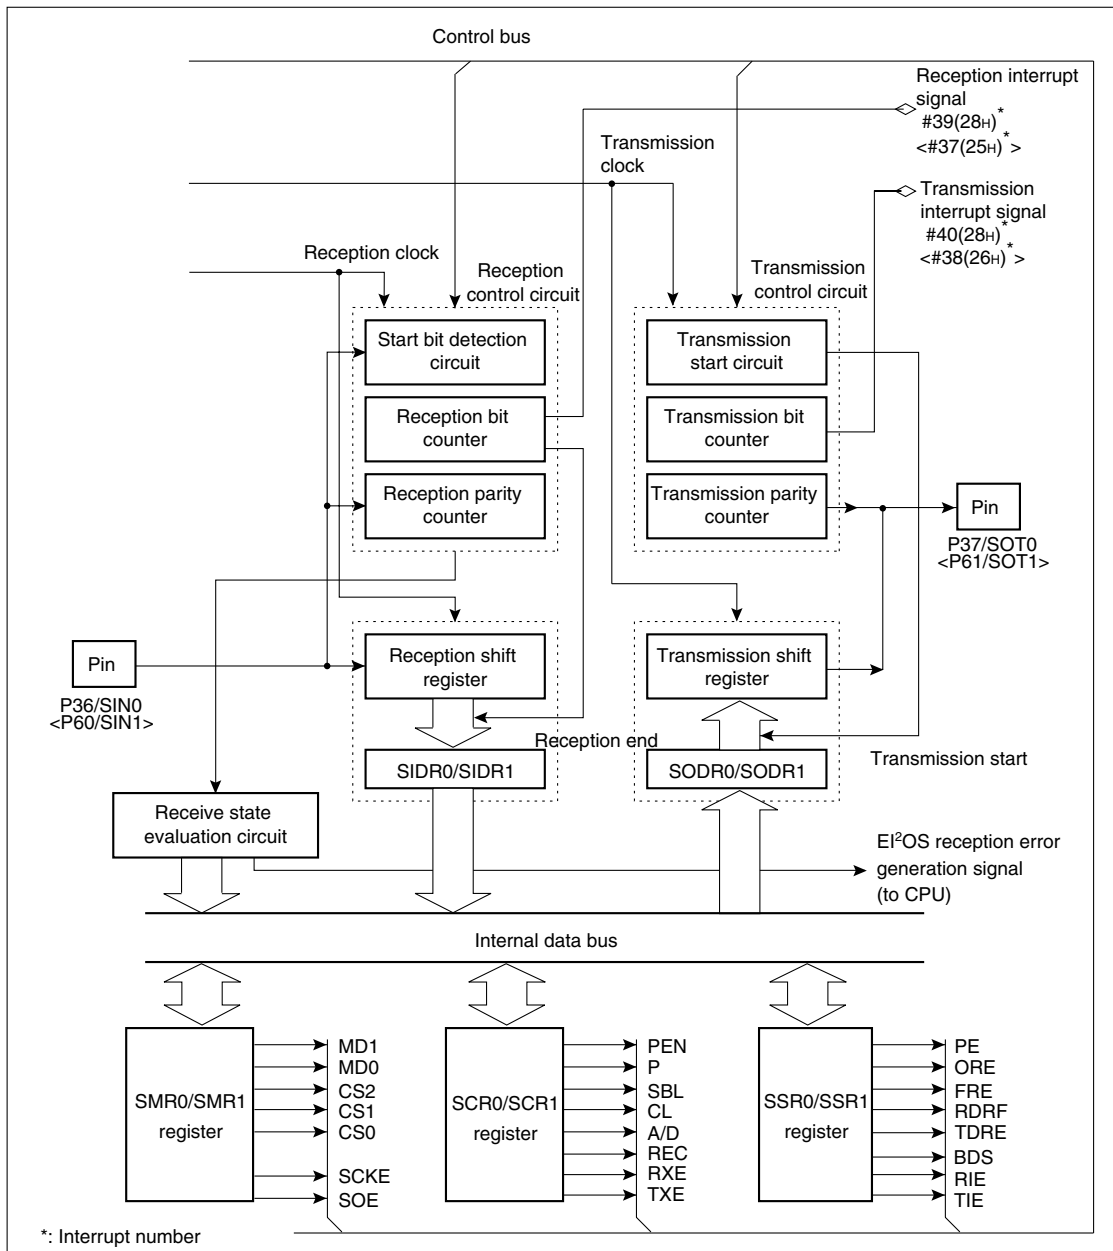 Control bus
Reception interrupt
signal
#39(28H)*
<#37(25H)*>
Transmission
clock
Transmission
interrupt signal
#40(28H)*
<#38(26H)*>
Reception clock
Reception
control circuit
Transmission
control circuit
Start bit detection
circuit
Transmission
start circuit
Reception bit
counter
Transmission bit
counter
Reception parity
counter
Transmission parity
counter
Pin
P37/SOT0
<P61/SOT1>
Pin
P36/SIN0
<P60/SIN1>
Reception shift
register
Transmission shift
register
Reception end
Transmission start
SIDR0/SIDR1
SODR0/SODR1
Receive state
evaluation circuit
EI²OS reception error
generation signal
(to CPU)
Internal data bus
SMR0/SMR1
register
MD1
MD0
CS2
CS1
CS0
SCKE
SOE
SCR0/SCR1
register
PEN
P
SBL
CL
A/D
REC
RXE
TXE
SSR0/SSR1
register
PE
ORE
FRE
RDRF
TDRE
BDS
RIE
TIE
*: Interrupt number